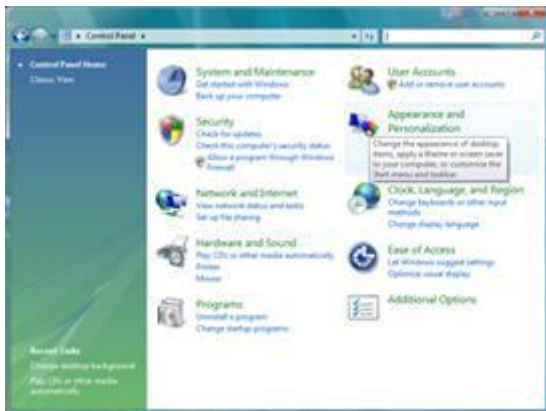 Control Panel
Control Panel Home
Classic View
System and Maintenance
Get started with Windows
Back up your computer
Security
Check for updates
Check this computer's security status
Allow a program through Windows
Firewall
Network and Internet
View network status and tasks
Set up file sharing
Hardware and Sound
Play CDs or other media automatically
Printer
Mouse
Programs
Uninstall a program
Change startup programs
User Accounts
Add or remove user accounts
Appearance and
Personalization
Change the appearance of desktop
items, apply a theme or screen saver
to your computer, or customize the
Start menu and taskbar.
Clock, Language, and Region
Change keyboards or other input
methods
Change display language
Ease of Access
Let Windows suggest settings
Optimize visual display
Additional Options
Recent Tasks
Change desktop background
Play CDs or other media
automatically